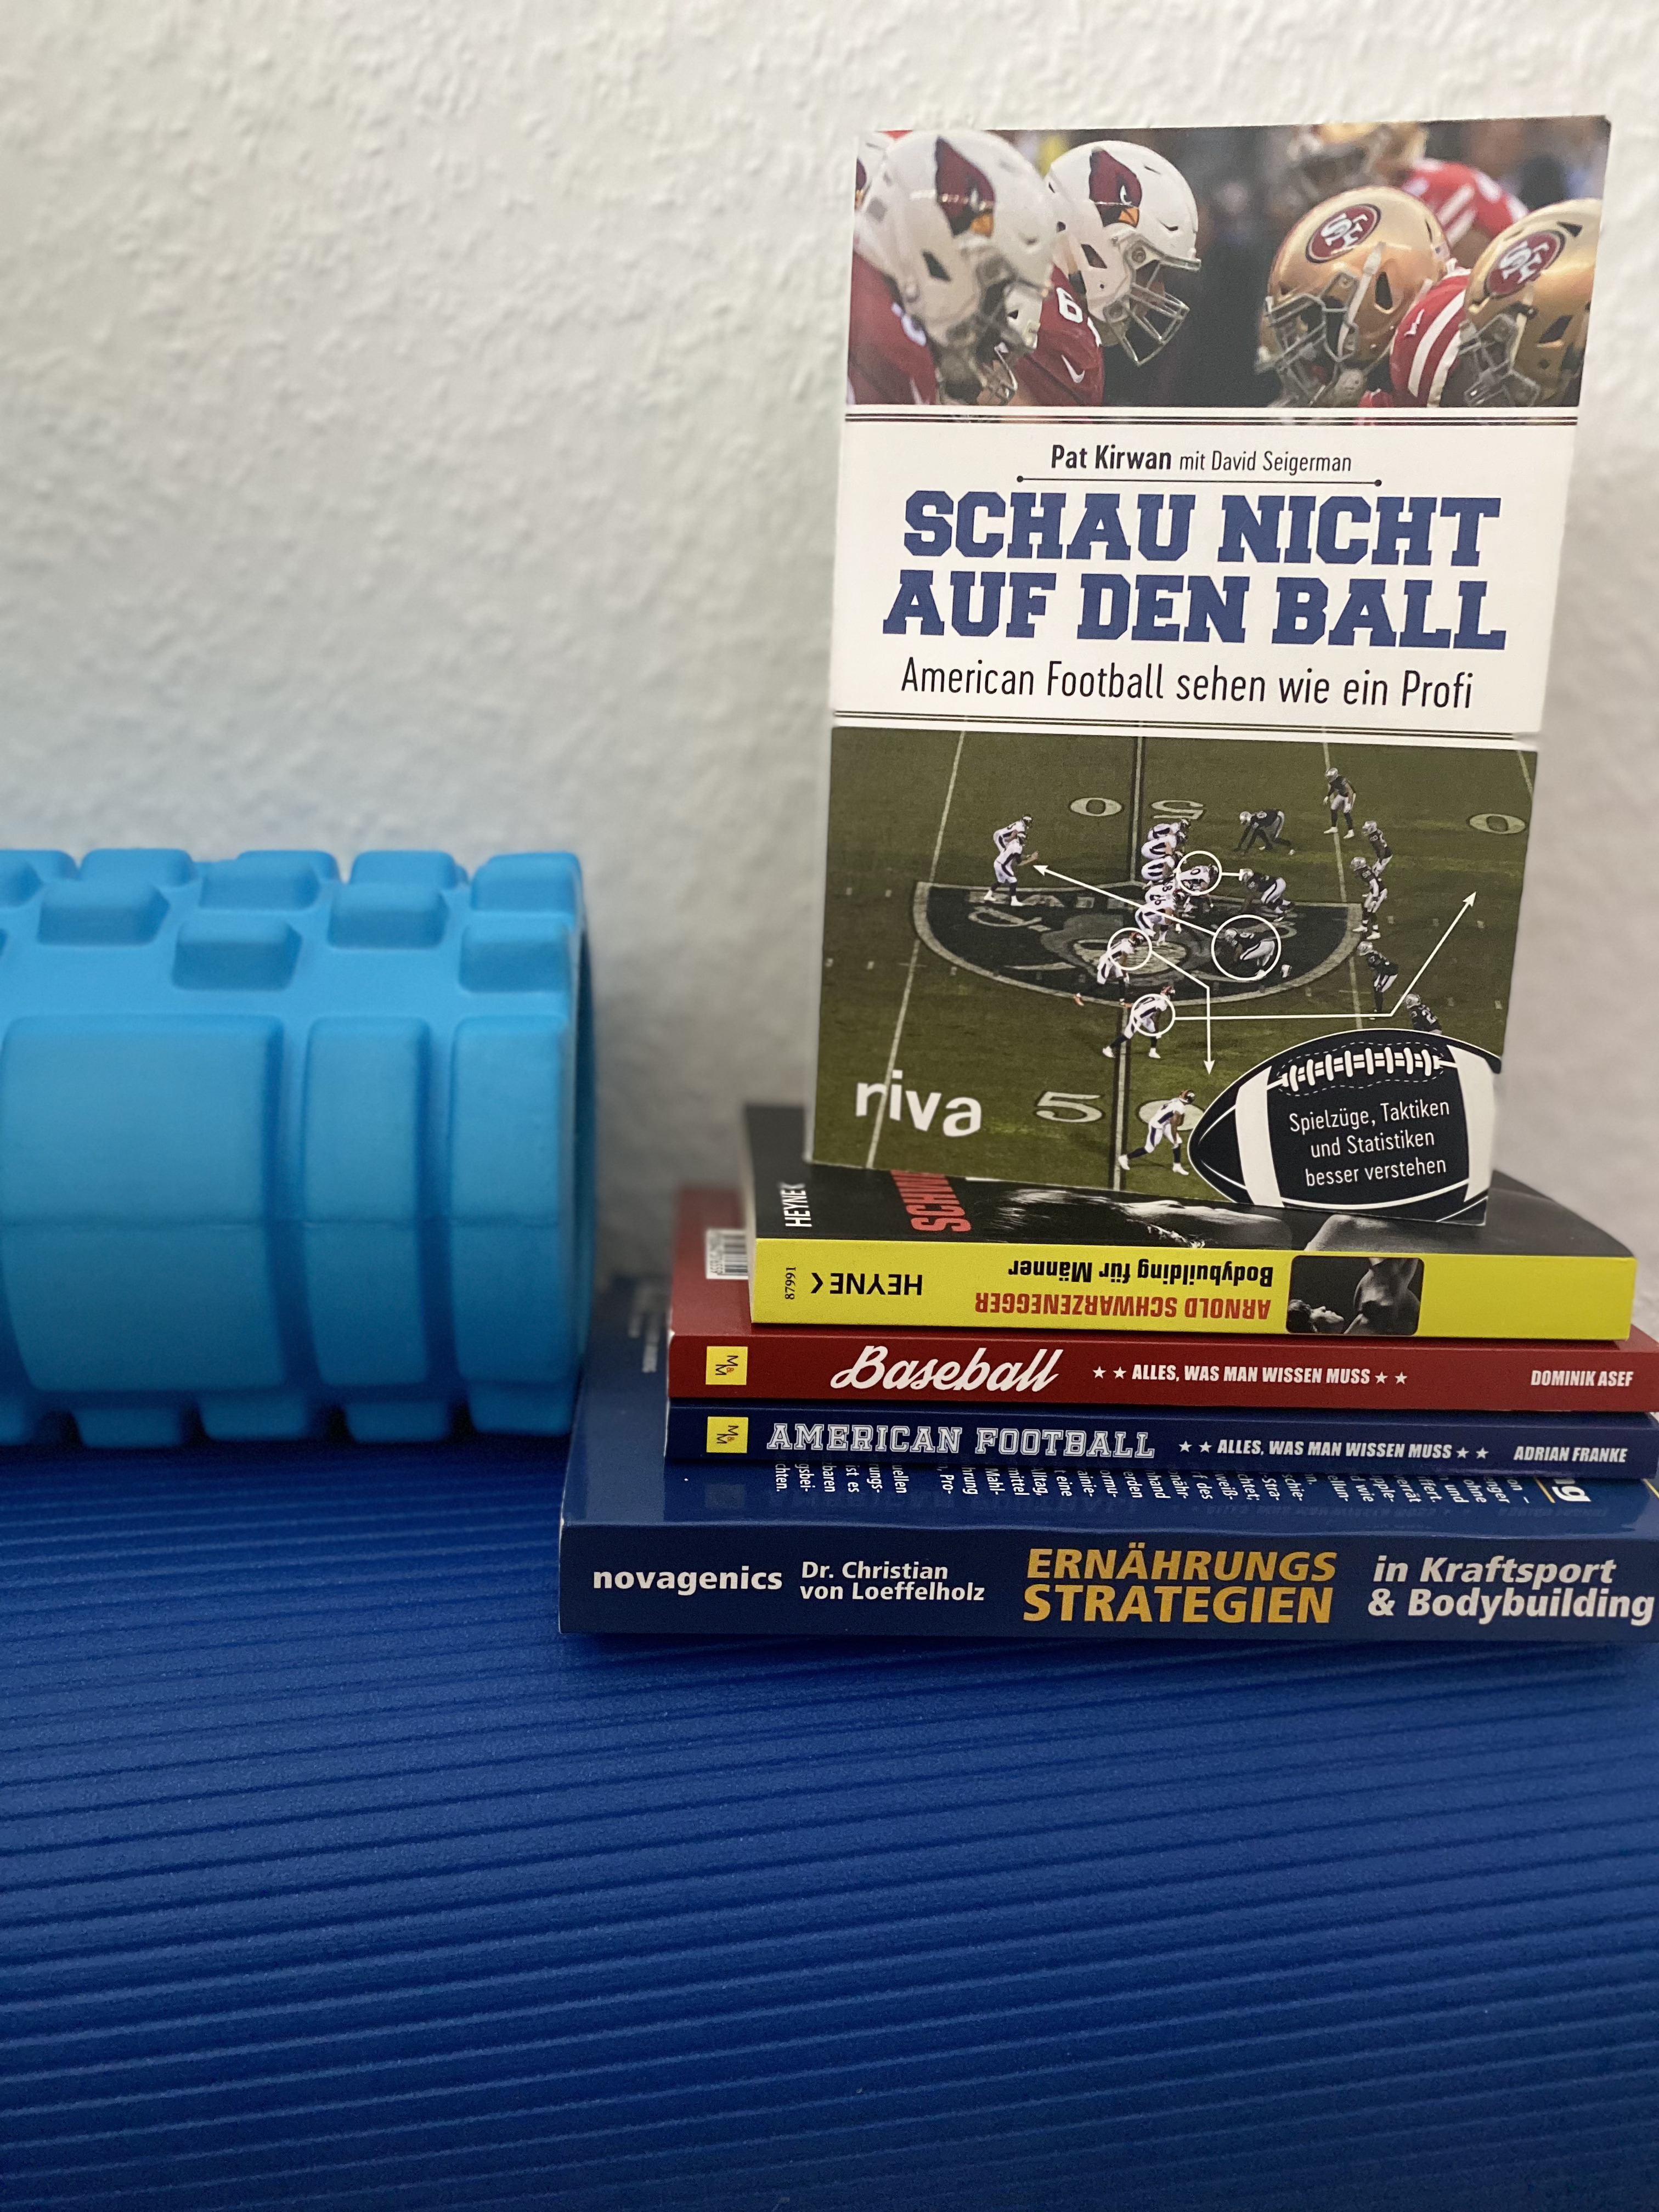 Pat Kirwan mit David Seigerman
SCHAU NICHT
AUF DEN BALL
American Football sehen wie ein Profi
riva
Spielzüge, Taktiken
und Statistiken
besser verstehen
HEYNE
87991
HEYNE
Bodybuilding für Männer
ARNOLD SCHWARZENEGGER
M&M
Baseball
★ ★ ALLES, WAS MAN WISSEN MUSS ★ ★
DOMINIK ASEF
M&M
AMERICAN FOOTBALL
★ ★ ALLES, WAS MAN WISSEN MUSS ★ ★
ADRIAN FRANKE
novagenics
Dr. Christian
von Loeffelholz
ERNÄHRUNGS
STRATEGIEN
in Kraftsport
& Bodybuilding